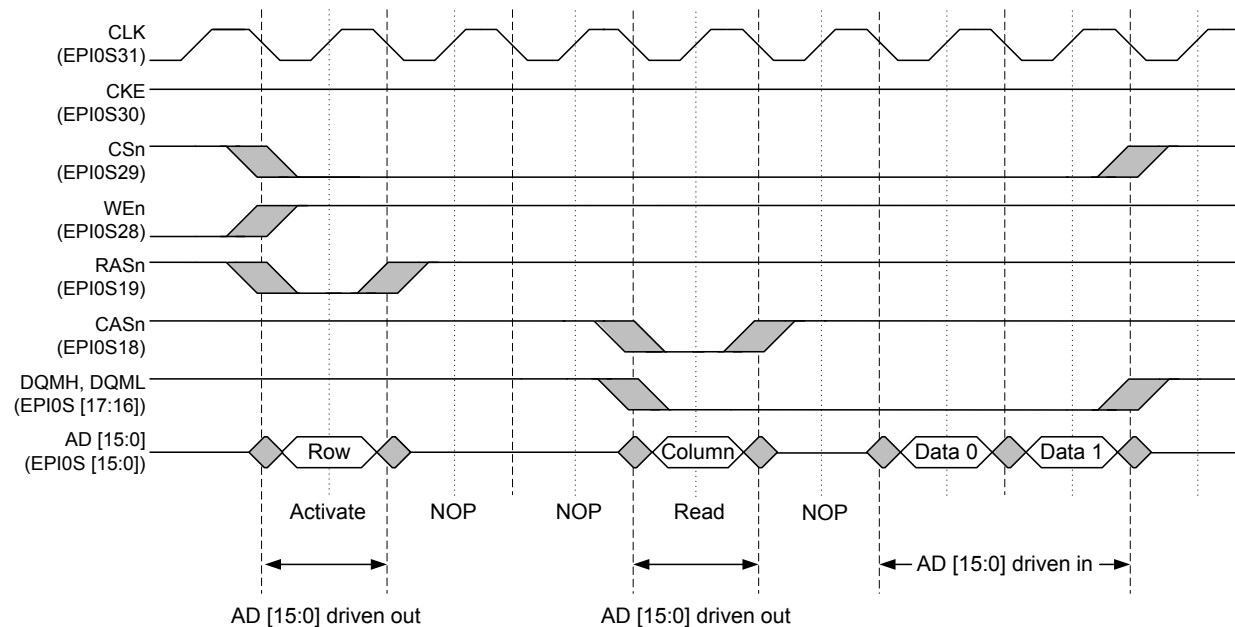 CLK
(EPI0S31)
CKE
(EPI0S30)
CSn
(EPI0S29)
WEn
(EPI0S28)
RASn
(EPI0S19)
CASn
(EPI0S18)
DQMH, DQML
(EPI0S [17:16])
AD [15:0]
(EPI0S [15:0])
Row
Column
Data 0
Data 1
Activate
NOP
NOP
Read
NOP
AD [15:0] driven in
AD [15:0] driven out
AD [15:0] driven out